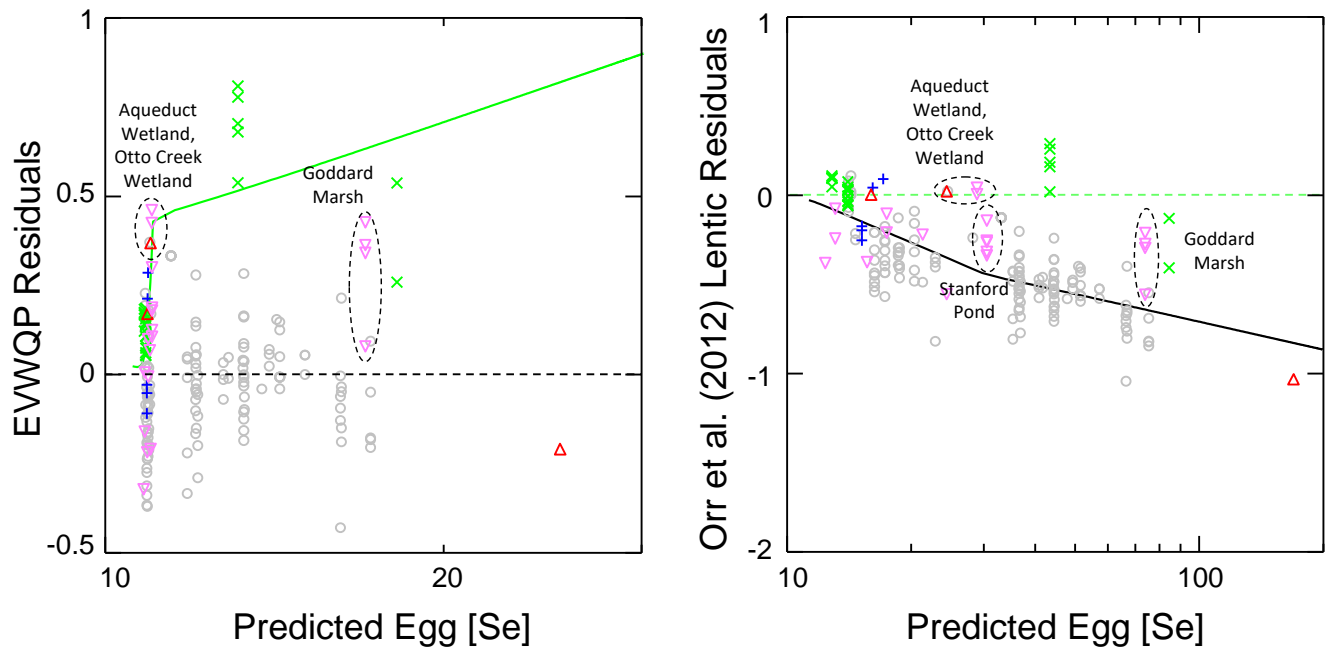 EVWQP Residuals
1
0.5
0
-0.5
10
20
Predicted Egg [Se]
Aqueduct
Wetland,
Otto Creek
Wetland
Goddard
Marsh
Orr et al. (2012) Lentic Residuals
1
0
-1
-2
10
100
Predicted Egg [Se]
Aqueduct
Wetland,
Otto Creek
Wetland
Stanford
Pond
Goddard
Marsh